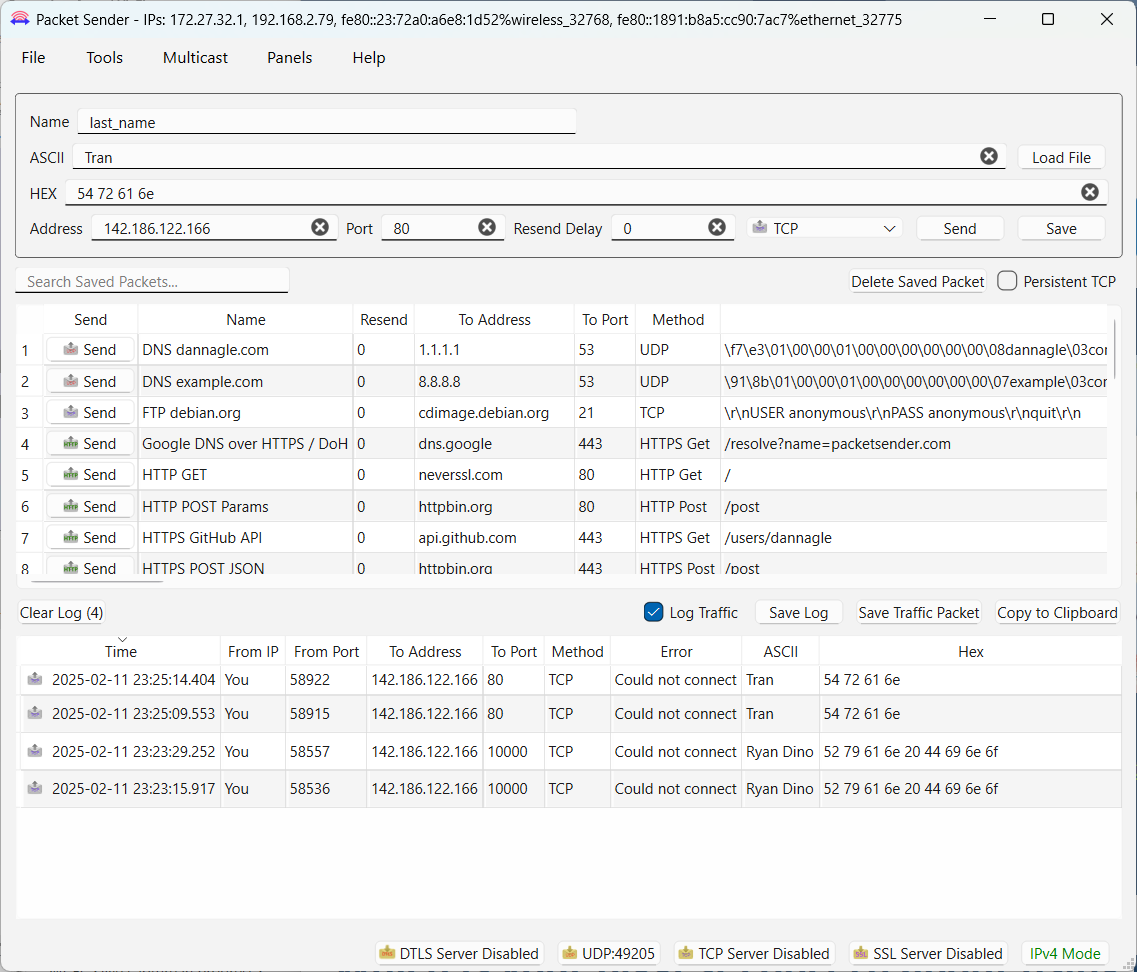 Packet Sender - IPs: 172.27.32.1, 192.168.2.79, fe80::23:72a0:a6e8:1d52%wireless_32768, fe80::1891:b8a5:cc90:7ac7%ethernet_32775
File Tools Multicast Panels Help
Name last_name
ASCII Tran Load File
HEX 54 72 61 6e
Address 142.186.122.166 Port 80 Resend Delay 0 TCP Send Save
Search Saved Packets... Delete Saved Packet Persistent TCP
Send Name Resend To Address To Port Method
1 Send DNS dannagle.com 0 1.1.1.1 53 UDP \f7\e3\01\00\00\01\00\00\00\00\00\00\08dannagle\03com
2 Send DNS example.com 0 8.8.8.8 53 UDP \91\8b\01\00\00\01\00\00\00\00\00\00\07example\03com
3 Send FTP debian.org 0 cdimage.debian.org 21 TCP \r\nUSER anonymous\r\nPASS anonymous\r\nquit\r\n
4 Send Google DNS over HTTPS / DoH 0 dns.google 443 HTTPS Get /resolve?name=packetsender.com
5 Send HTTP GET 0 neverssl.com 80 HTTP Get /
6 Send HTTP POST Params 0 httpbin.org 80 HTTP Post /post
7 Send HTTPS GitHub API 0 api.github.com 443 HTTPS Get /users/dannagle
8 Send HTTPS POST JSON 0 httpbin.org 443 HTTPS Post /post
Clear Log (4) Log Traffic Save Log Save Traffic Packet Copy to Clipboard
Time From IP From Port To Address To Port Method Error ASCII Hex
2025-02-11 23:25:14.404 You 58922 142.186.122.166 80 TCP Could not connect Tran 54 72 61 6e
2025-02-11 23:25:09.553 You 58915 142.186.122.166 80 TCP Could not connect Tran 54 72 61 6e
2025-02-11 23:23:29.252 You 58557 142.186.122.166 10000 TCP Could not connect Ryan Dino 52 79 61 6e 20 44 69 6e 6f
2025-02-11 23:23:15.917 You 58536 142.186.122.166 10000 TCP Could not connect Ryan Dino 52 79 61 6e 20 44 69 6e 6f
DTLS Server Disabled UDP:49205 TCP Server Disabled SSL Server Disabled IPv4 Mode